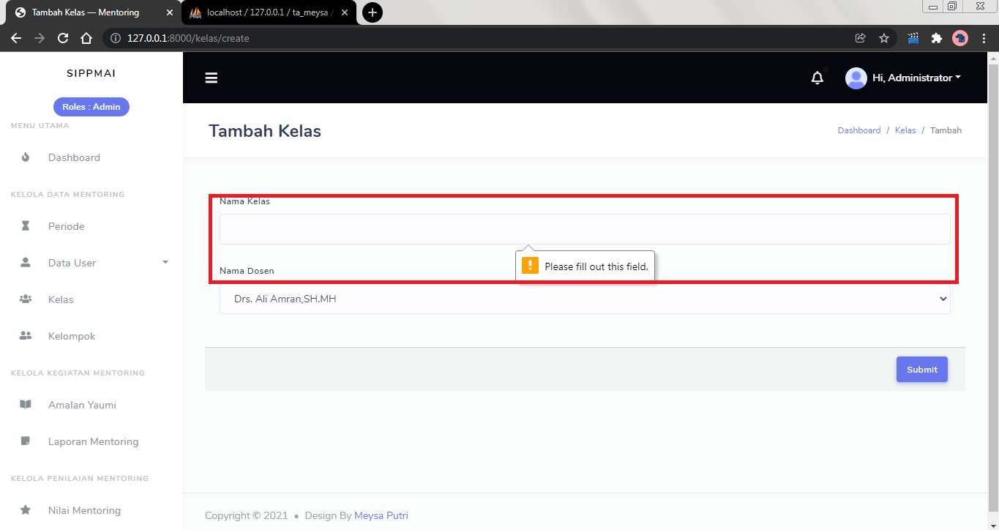 Tambah Kelas — Mentoring
localhost / 127.0.0.1 / ta_meysa /
127.0.0.1:8000/kelas/create
SIPPMAI
Hi, Administrator
Roles : Admin
MENU UTAMA
Tambah Kelas
Dashboard / Kelas / Tambah
Dashboard
KELOLA DATA MENTORING
Nama Kelas
Periode
Please fill out this field.
Data User
Nama Dosen
Kelas
Drs. Ali Amran,SH.MH
Kelompok
KELOLA KEGIATAN MENTORING
Submit
Amalan Yaumi
Laporan Mentoring
KELOLA PENILAIAN MENTORING
Nilai Mentoring
Copyright © 2021 • Design By Meysa Putri